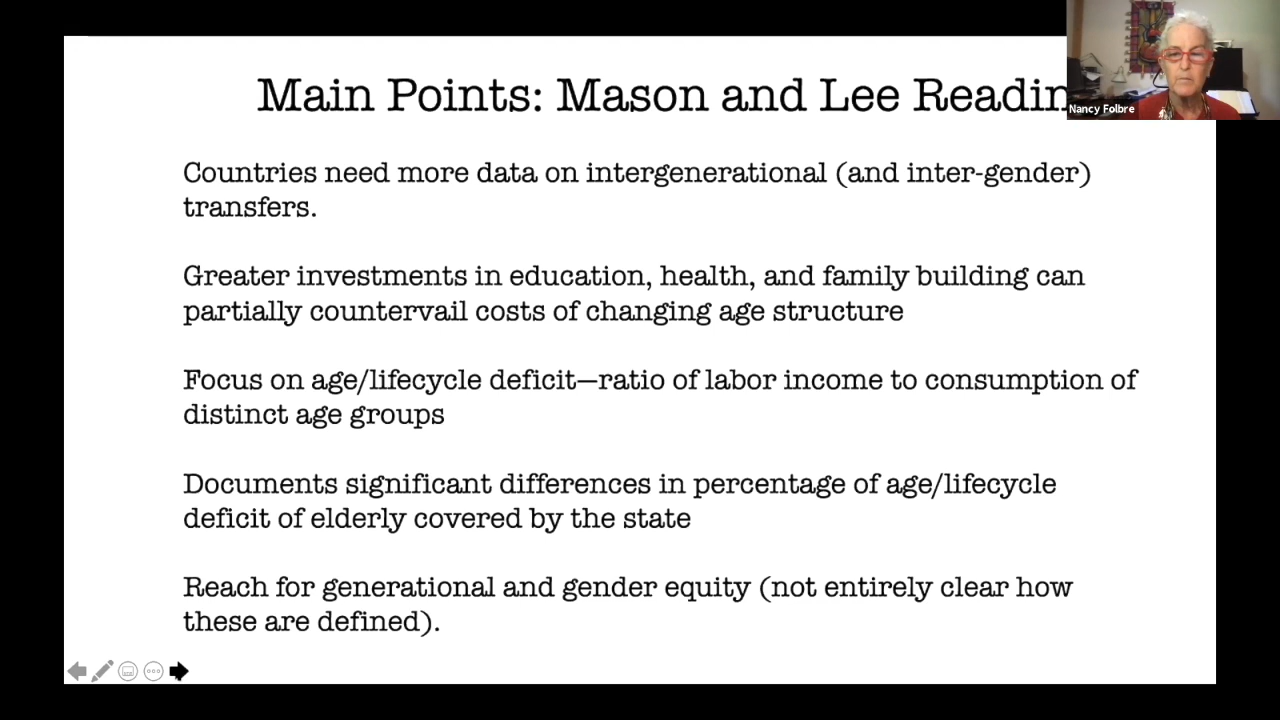 Main Points: Mason and Lee Readin
Nancy Folbre
Countries need more data on intergenerational (and inter-gender)
transfers.
Greater investments in education, health, and family building can
partially countervail costs of changing age structure
Focus on age/lifecycle deficit—ratio of labor income to consumption of
distinct age groups
Documents significant differences in percentage of age/lifecycle
deficit of elderly covered by the state
Reach for generational and gender equity (not entirely clear how
these are defined).